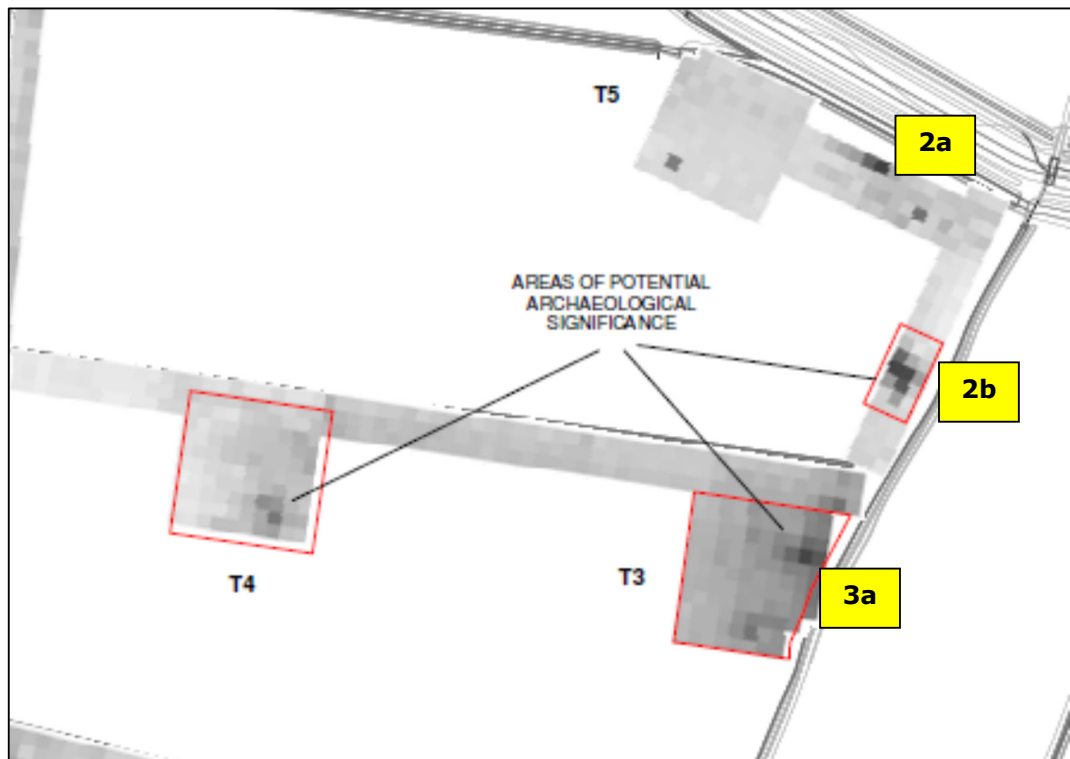 T5
2a
AREAS OF POTENTIAL
ARCHAEOLOGICAL
SIGNIFICANCE
2b
T4
T3
3a